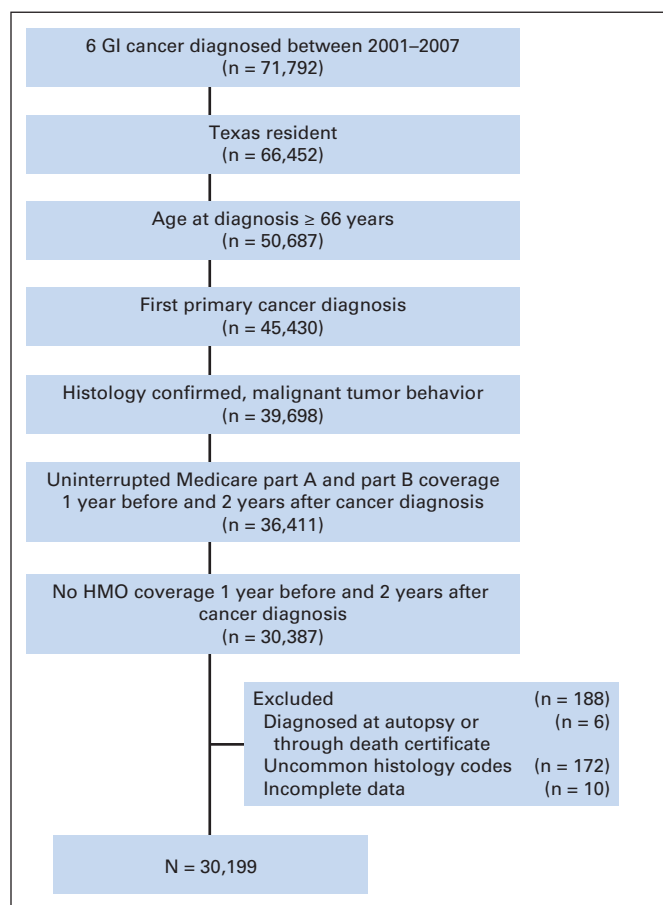 6 GI cancer diagnosed between 2001–2007
(n = 71,792)
Texas resident
(n = 66,452)
Age at diagnosis ≥ 66 years
(n = 50,687)
First primary cancer diagnosis
(n = 45,430)
Histology confirmed, malignant tumor behavior
(n = 39,698)
Uninterrupted Medicare part A and part B coverage
1 year before and 2 years after cancer diagnosis
(n = 36,411)
No HMO coverage 1 year before and 2 years after
cancer diagnosis
(n = 30,387)
Excluded (n = 188)
Diagnosed at autopsy or (n = 6)
through death certificate
Uncommon histology codes (n = 172)
Incomplete data (n = 10)
N = 30,199